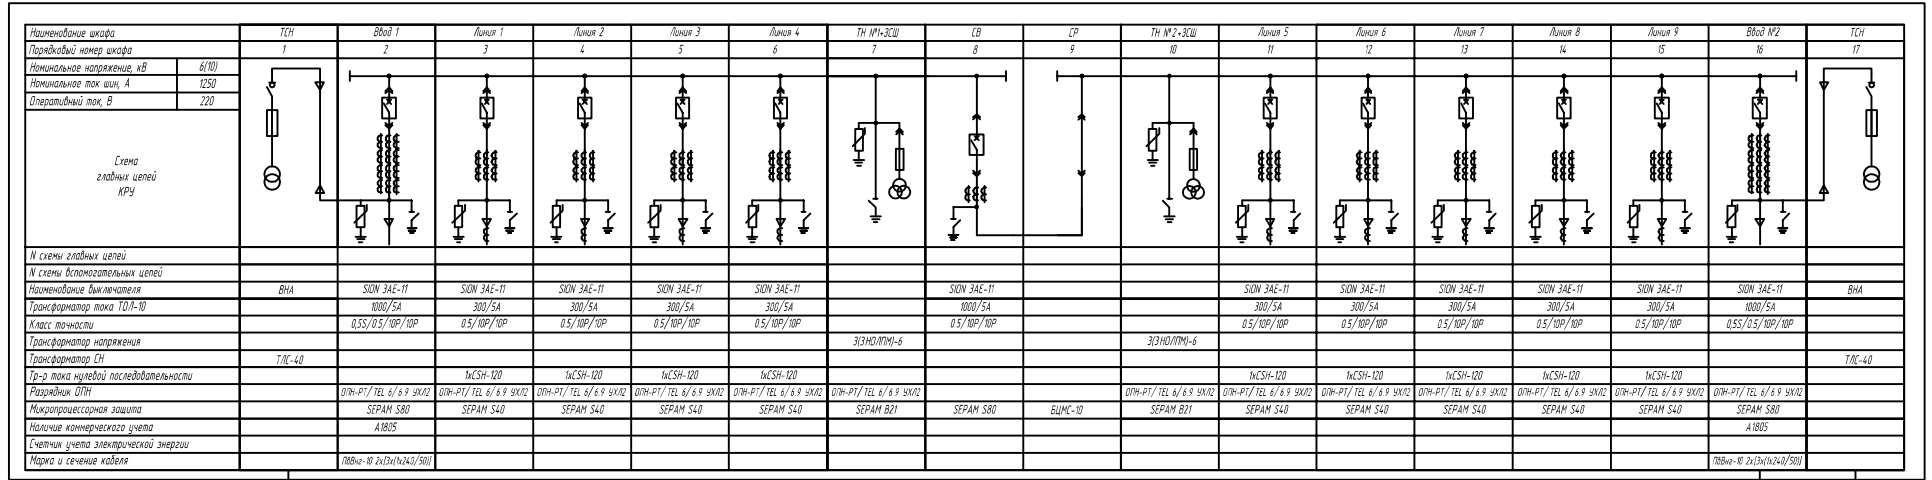 Наименование шкафа ТСН Ввод 1 Линия 1 Линия 2 Линия 3 Линия 4 ТН №1+ЗСШ СВ СР ТН №2+ЗСШ Линия 5 Линия 6 Линия 7 Линия 8 Линия 9 Ввод №2 ТСН
Порядковый номер шкафа 1 2 3 4 5 6 7 8 9 10 11 12 13 14 15 16 17
Номинальное напряжение, кВ 6(10)
Номинальное ток шин, А 1250
Оперативный ток, В 220
Схема
главных цепей
КРУ
N схемы главных цепей
N схемы вспомогательных цепей
Наименование выключателя ВНА SION 3AE-11 SION 3AE-11 SION 3AE-11 SION 3AE-11 SION 3AE-11 SION 3AE-11 SION 3AE-11 SION 3AE-11 SION 3AE-11 SION 3AE-11 SION 3AE-11 SION 3AE-11 ВНА
Трансформатор тока ТОЛ-10 1000/5А 300/5А 300/5А 300/5А 300/5А 1000/5А 300/5А 300/5А 300/5А 300/5А 300/5А 1000/5А
Класс точности 0,5S/0.5/10Р/10Р 0.5/10Р/10Р 0.5/10Р/10Р 0.5/10Р/10Р 0.5/10Р/10Р 0.5/10Р/10Р 0.5/10Р/10Р 0.5/10Р/10Р 0.5/10Р/10Р 0.5/10Р/10Р 0.5/10Р/10Р 0,5S/0.5/10Р/10Р
Трансформатор напряжения 3(ЗНОЛПМ)-6 3(ЗНОЛПМ)-6
Трансформатор СН ТЛС-40 ТЛС-40
Тр-р тока нулевой последовательности 1xCSH-120 1xCSH-120 1xCSH-120 1xCSH-120 1xCSH-120 1xCSH-120 1xCSH-120 1xCSH-120 1xCSH-120
Разрядник ОПН ОПН-РТ/TEL 6/6.9 УХЛ2 ОПН-РТ/TEL 6/6.9 УХЛ2 ОПН-РТ/TEL 6/6.9 УХЛ2 ОПН-РТ/TEL 6/6.9 УХЛ2 ОПН-РТ/TEL 6/6.9 УХЛ2 ОПН-РТ/TEL 6/6.9 УХЛ2 ОПН-РТ/TEL 6/6.9 УХЛ2 ОПН-РТ/TEL 6/6.9 УХЛ2 ОПН-РТ/TEL 6/6.9 УХЛ2 ОПН-РТ/TEL 6/6.9 УХЛ2 ОПН-РТ/TEL 6/6.9 УХЛ2 ОПН-РТ/TEL 6/6.9 УХЛ2 ОПН-РТ/TEL 6/6.9 УХЛ2
Микропроцессорная защита SEPAM S80 SEPAM S40 SEPAM S40 SEPAM S40 SEPAM S40 SEPAM B21 SEPAM S80 БЦМС-10 SEPAM B21 SEPAM S40 SEPAM S40 SEPAM S40 SEPAM S40 SEPAM S40 SEPAM S80
Наличие коммерческого учета А1805 А1805
Счетчик учета электрической энергии
Марка и сечение кабеля ПвВнг-10 2x[3x(1x240/50)] ПвВнг-10 2x[3x(1x240/50)]